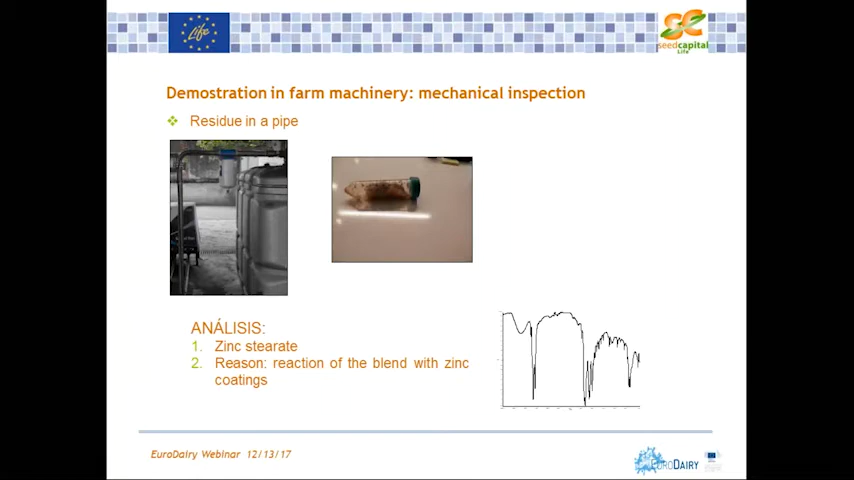 Life
seedcapital
Life
Demostration in farm machinery: mechanical inspection
Residue in a pipe
ANÁLISIS:
1. Zinc stearate
2. Reason: reaction of the blend with zinc
coatings
EuroDairy Webinar 12/13/17
EURODAIRY